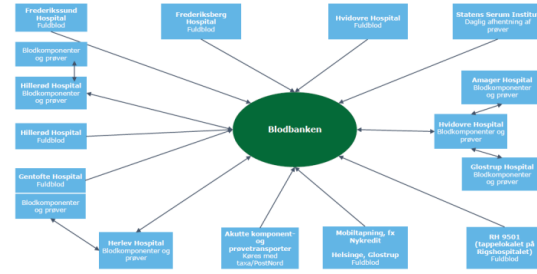 Frederikssund
Hospital
Fuldblod
Frederiksberg
Hospital
Fuldblod
Hvidovre Hospital
Fuldblod
Statens Serum Institut
Daglig afhentning af
prøver
Blodkomponenter
og prøver
Hillerød Hospital
Blodkomponenter
og prøver
Amager Hospital
Blodkomponenter
og prøver
Blodbanken
Hvidovre Hospital
Blodkomponenter og
prøver
Hillerød Hospital
Fuldblod
Glostrup Hospital
Blodkomponenter
og prøver
Gentofte Hospital
Fuldblod
Blodkomponenter
og prøver
Herlev Hospital
Blodkomponenter og
prøver
Akutte komponent-
og
prøvetransporter
Køres med
taxa/PostNord
Mobiltapning, fx
Nykredit
Helsinge, Glostrup
Fuldblod
RH 9501
(tappelokalet på
Rigshospitalet)
Fuldblod